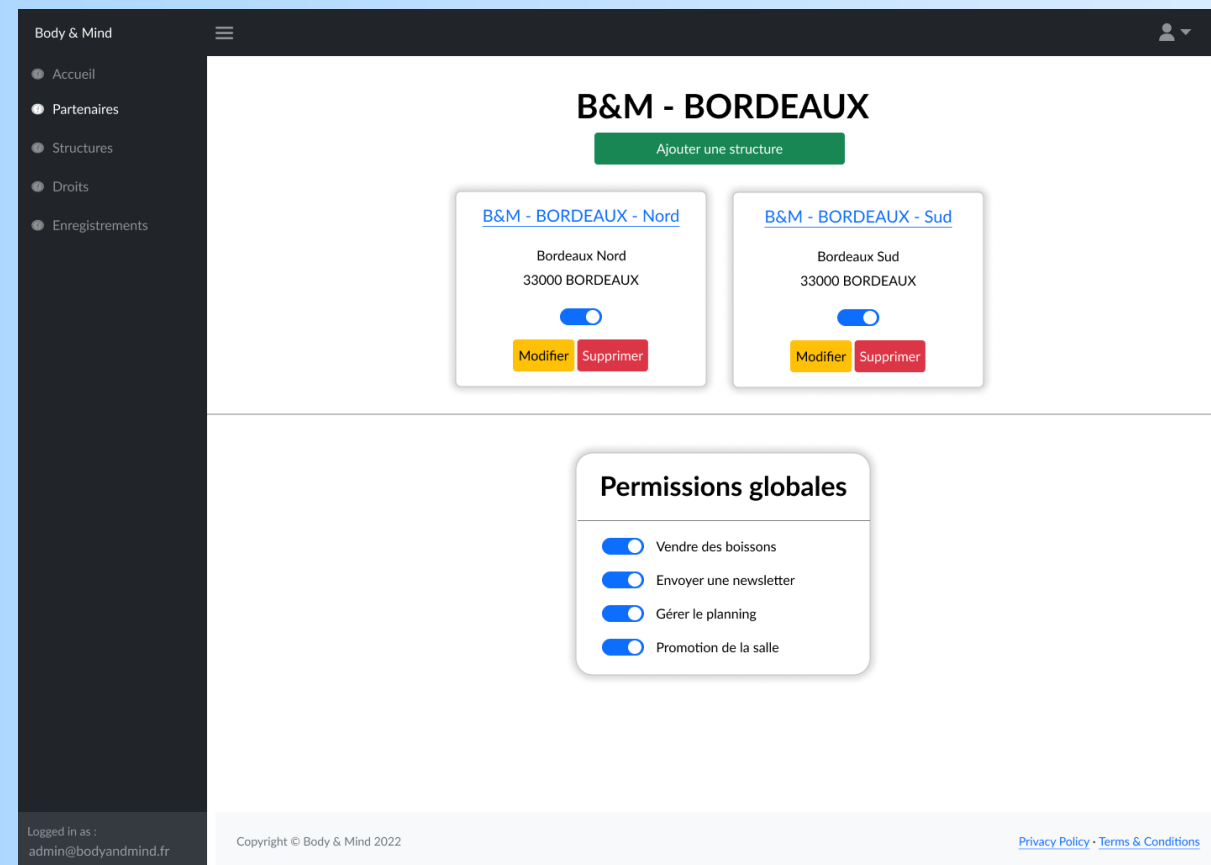 Body & Mind
Accueil
Partenaires
Structures
Droits
Enregistrements
B&M - BORDEAUX
Ajouter une structure
B&M - BORDEAUX - Nord
Bordeaux Nord
33000 BORDEAUX
Modifier Supprimer
B&M - BORDEAUX - Sud
Bordeaux Sud
33000 BORDEAUX
Modifier Supprimer
Permissions globales
Vendre des boissons
Envoyer une newsletter
Gérer le planning
Promotion de la salle
Logged in as :
admin@bodyandmind.fr
Copyright © Body & Mind 2022
Privacy Policy · Terms & Conditions